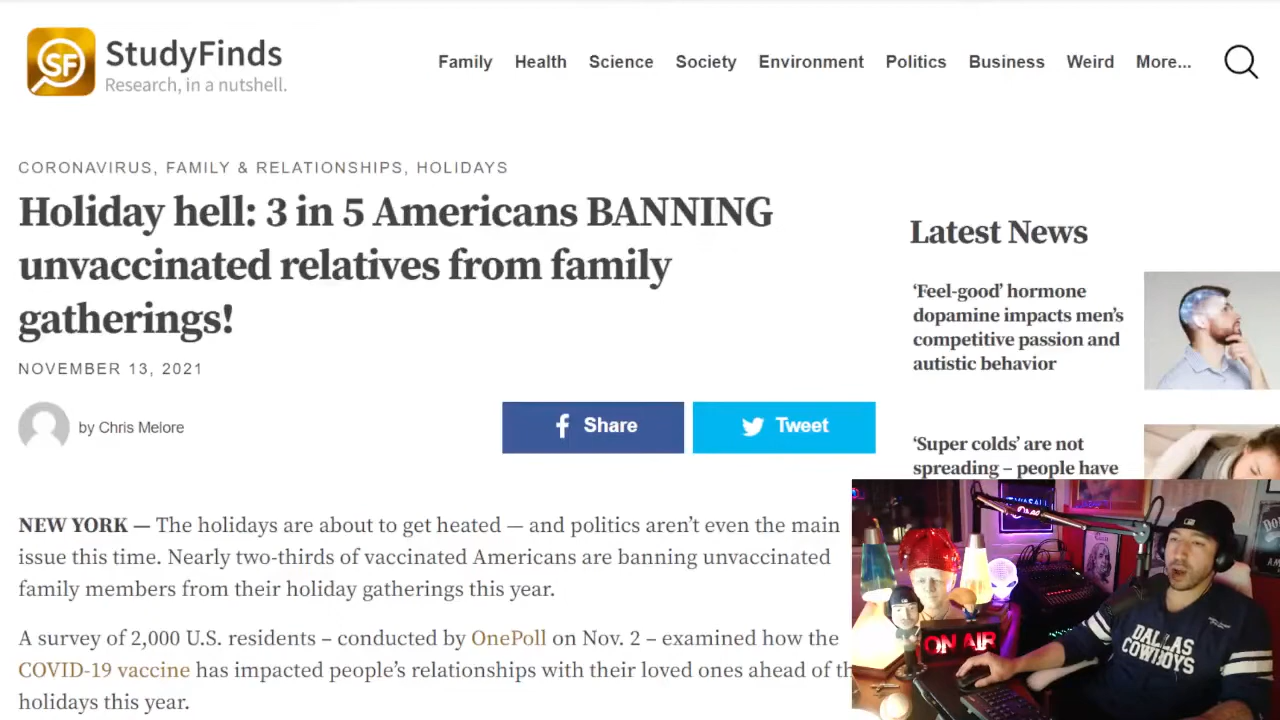 SF
StudyFinds
Research, in a nutshell.
Family Health Science Society Environment Politics Business Weird More...
CORONAVIRUS, FAMILY & RELATIONSHIPS, HOLIDAYS
Holiday hell: 3 in 5 Americans BANNING
unvaccinated relatives from family
gatherings!
NOVEMBER 13, 2021
by Chris Melore
Share
Tweet
NEW YORK — The holidays are about to get heated — and politics aren’t even the main
issue this time. Nearly two-thirds of vaccinated Americans are banning unvaccinated
family members from their holiday gatherings this year.
A survey of 2,000 U.S. residents – conducted by OnePoll on Nov. 2 – examined how the
COVID-19 vaccine has impacted people’s relationships with their loved ones ahead of th
holidays this year.
Latest News
‘Feel-good’ hormone
dopamine impacts men’s
competitive passion and
autistic behavior
‘Super colds’ are not
spreading – people have
ON AIR
DALLAS
COWBOYS